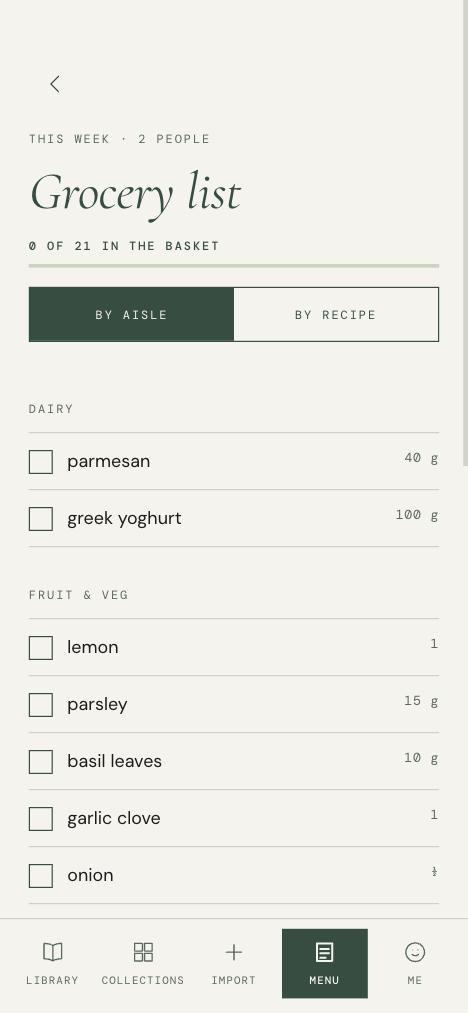 THIS WEEK · 2 PEOPLE
Grocery list
0 OF 21 IN THE BASKET
BY AISLE
BY RECIPE
DAIRY
parmesan 40 g
greek yoghurt 100 g
FRUIT & VEG
lemon 1
parsley 15 g
basil leaves 10 g
garlic clove 1
onion ½
LIBRARY COLLECTIONS IMPORT MENU ME